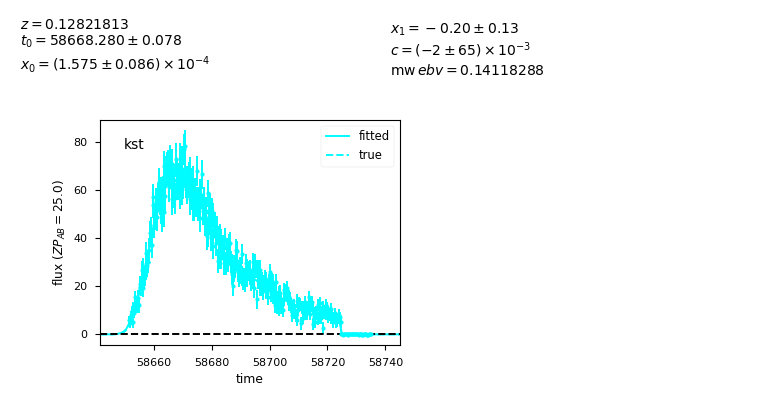 z = 0.12821813
t₀ = 58668.280 ± 0.078
x₀ = (1.575 ± 0.086) × 10⁻⁴
x₁ = −0.20 ± 0.13
c = (−2 ± 65) × 10⁻³
mw ebv = 0.14118288
kst
fitted
true
80
60
40
20
0
flux (ZP_AB = 25.0)
58660 58680 58700 58720 58740
time